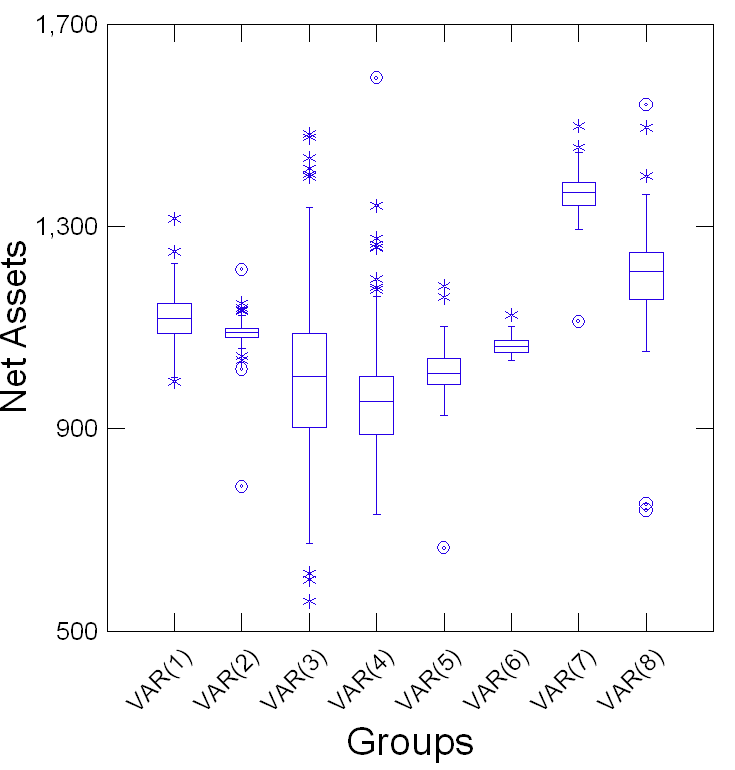 1,700
1,300
900
500
Net Assets
VAR(1)
VAR(2)
VAR(3)
VAR(4)
VAR(5)
VAR(6)
VAR(7)
VAR(8)
Groups